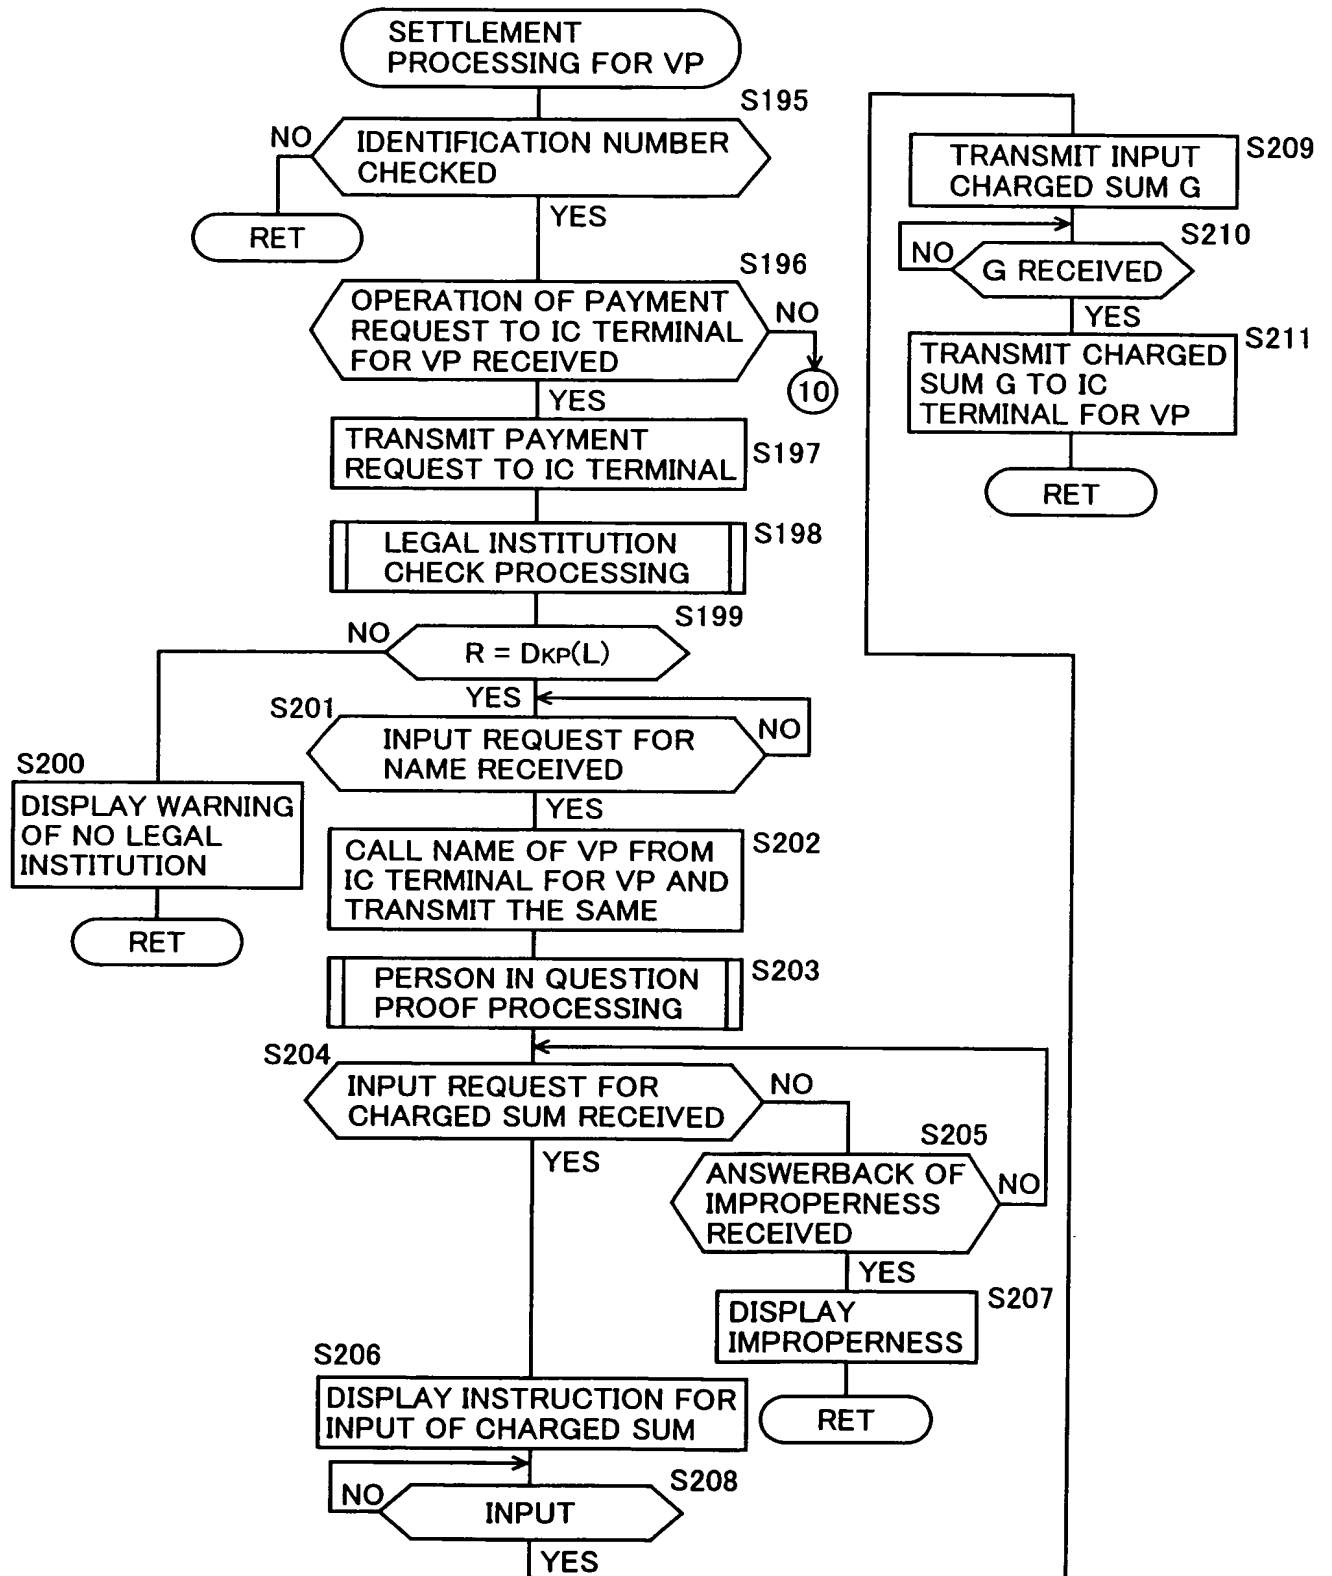 SETTLEMENT
PROCESSING FOR VP
S195
NO
IDENTIFICATION NUMBER
CHECKED
YES
RET
S196
OPERATION OF PAYMENT
REQUEST TO IC TERMINAL
FOR VP RECEIVED
NO
10
YES
TRANSMIT PAYMENT
REQUEST TO IC TERMINAL
S197
LEGAL INSTITUTION
CHECK PROCESSING
S198
S199
NO
R = DKP(L)
YES
S201
INPUT REQUEST FOR
NAME RECEIVED
NO
YES
S200
DISPLAY WARNING
OF NO LEGAL
INSTITUTION
RET
CALL NAME OF VP FROM
IC TERMINAL FOR VP AND
TRANSMIT THE SAME
S202
PERSON IN QUESTION
PROOF PROCESSING
S203
S204
INPUT REQUEST FOR
CHARGED SUM RECEIVED
NO
YES
S205
ANSWERBACK OF
IMPROPERNESS
RECEIVED
NO
YES
S207
DISPLAY
IMPROPERNESS
RET
S206
DISPLAY INSTRUCTION FOR
INPUT OF CHARGED SUM
S208
NO
INPUT
YES
TRANSMIT INPUT
CHARGED SUM G
S209
S210
NO
G RECEIVED
YES
S211
TRANSMIT CHARGED
SUM G TO IC
TERMINAL FOR VP
RET